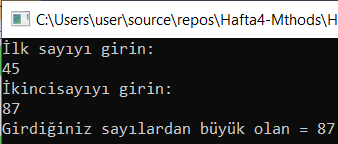 C:\Users\user\source\repos\Hafta4-Mthods\H
İlk sayıyı girin:
45
İkincisayıyı girin:
87
Girdiğiniz sayılardan büyük olan = 87